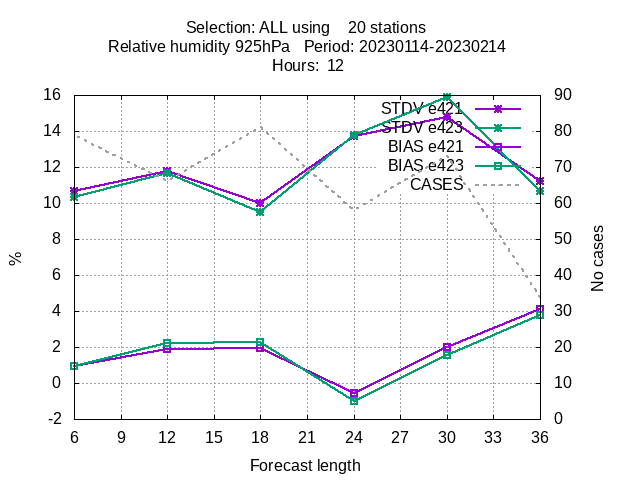 Selection: ALL using 20 stations
Relative humidity 925hPa Period: 20230114-20230214
Hours: 12
STDV e421
STDV e423
BIAS e421
BIAS e423
CASES
16
14
12
10
8
6
4
2
0
-2
%
90
80
70
60
50
40
30
20
10
0
No cases
6 9 12 15 18 21 24 27 30 33 36
Forecast length